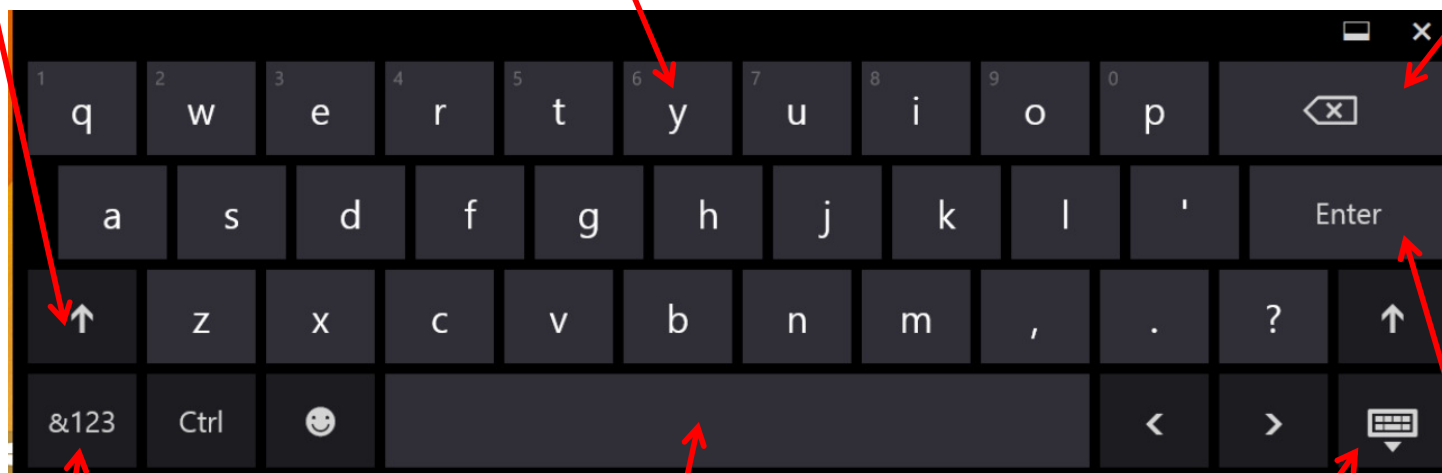 1 2 3 4 5 6 7 8 9 0
q w e r t y u i o p
a s d f g h j k l ' Enter
z x c v b n m , . ?
&123 Ctrl < >